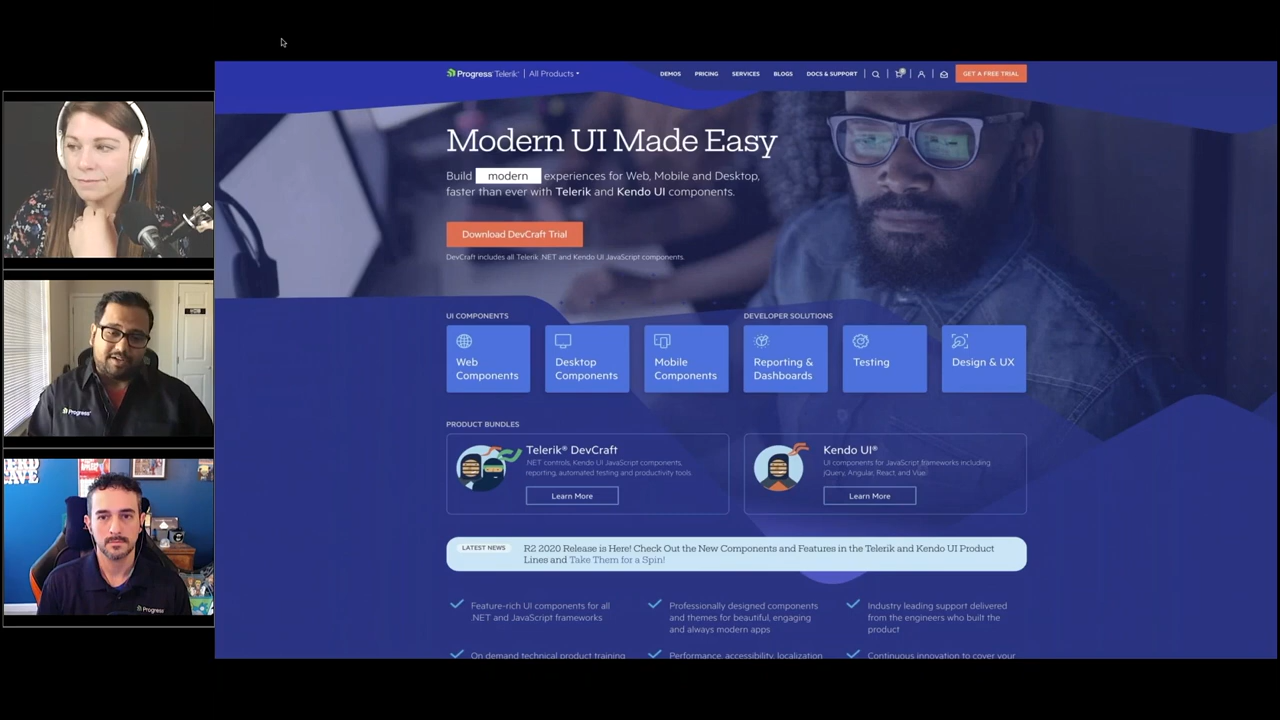 Progress Telerik | All Products
DEMOS PRICING SERVICES BLOGS DOCS & SUPPORT GET A FREE TRIAL
Modern UI Made Easy
Build modern experiences for Web, Mobile and Desktop,
faster than ever with Telerik and Kendo UI components.
Download DevCraft Trial
DevCraft includes all Telerik .NET and Kendo UI JavaScript components.
UI COMPONENTS
DEVELOPER SOLUTIONS
Web
Components
Desktop
Components
Mobile
Components
Reporting &
Dashboards
Testing
Design & UX
PRODUCT BUNDLES
Telerik® DevCraft
.NET controls, Kendo UI JavaScript components,
reporting, automated testing and productivity tools.
Learn More
Kendo UI®
UI components for JavaScript frameworks including
jQuery, Angular, React, and Vue.
Learn More
LATEST NEWS
R2 2020 Release is Here! Check Out the New Components and Features in the Telerik and Kendo UI Product
Lines and Take Them for a Spin!
Feature-rich UI components for all
.NET and JavaScript frameworks
Professionally designed components
and themes for beautiful, engaging
and always modern apps
Industry leading support delivered
from the engineers who built the
product
On demand technical product training
Performance, accessibility, localization
Continuous innovation to cover your
Progress
Progress